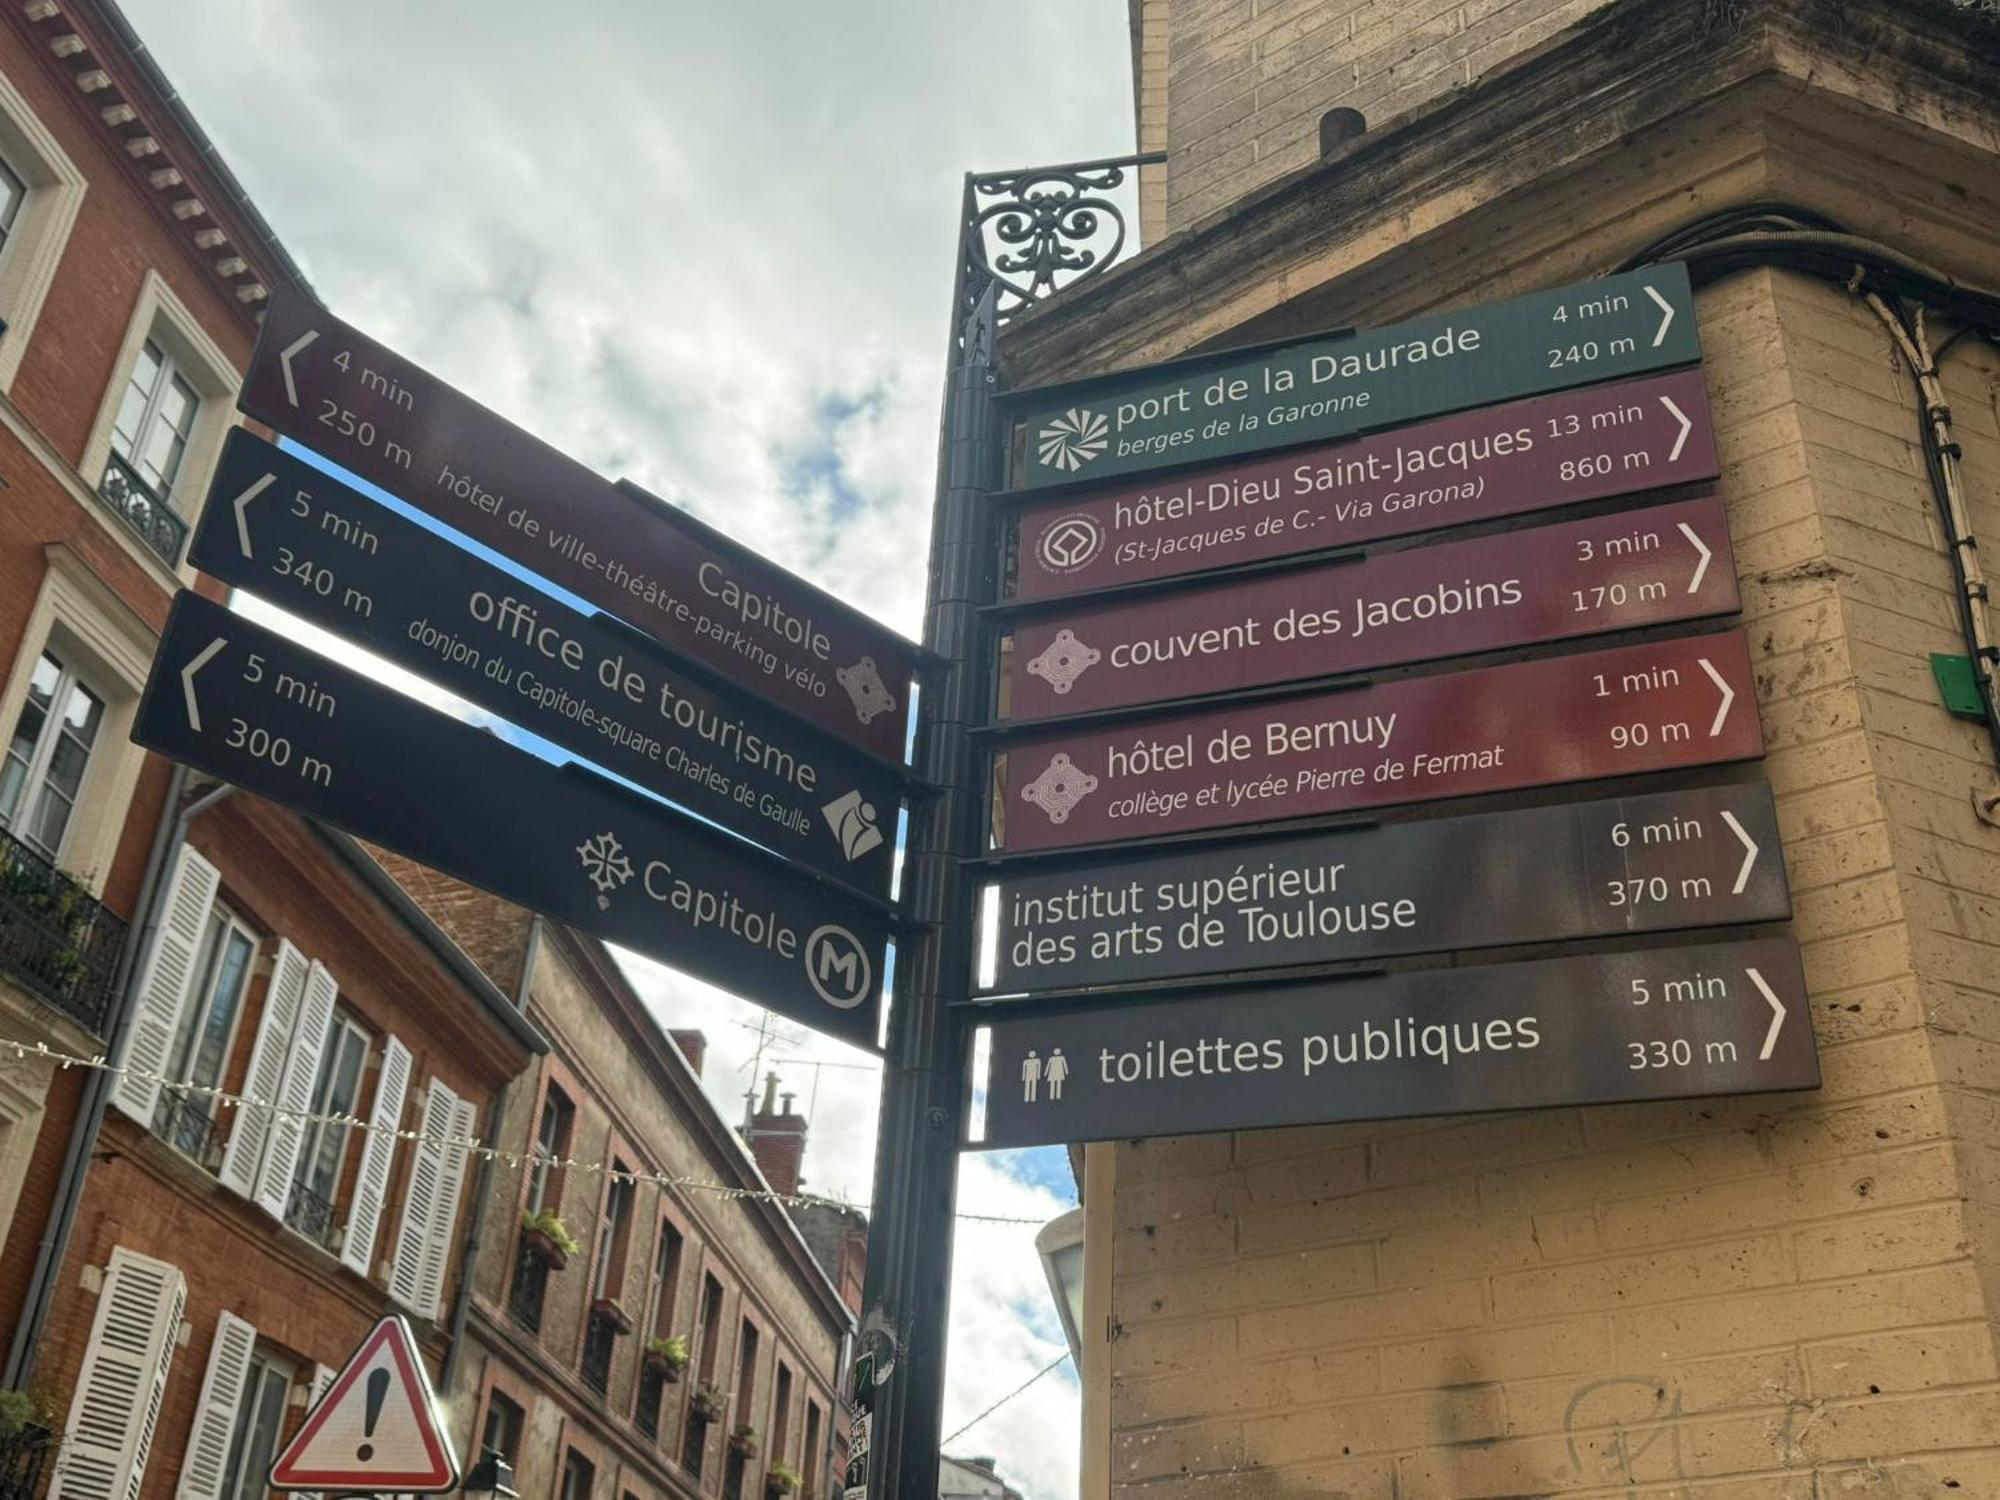 4 min
250 m
Capitole
hôtel de ville-théâtre-parking vélo
5 min
340 m
office de tourisme
donjon du Capitole-square Charles de Gaulle
5 min
300 m
Capitole
M
port de la Daurade
berges de la Garonne
4 min
240 m
hôtel-Dieu Saint-Jacques
(St-Jacques de C.- Via Garona)
13 min
860 m
couvent des Jacobins
3 min
170 m
hôtel de Bernuy
collège et lycée Pierre de Fermat
1 min
90 m
institut supérieur
des arts de Toulouse
6 min
370 m
toilettes publiques
5 min
330 m